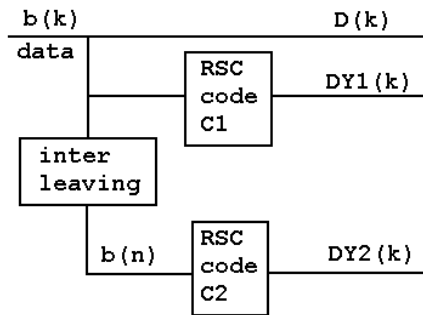 b(k)
D(k)
data
RSC
code
C1
DY1(k)
inter
leaving
b(n)
RSC
code
C2
DY2(k)